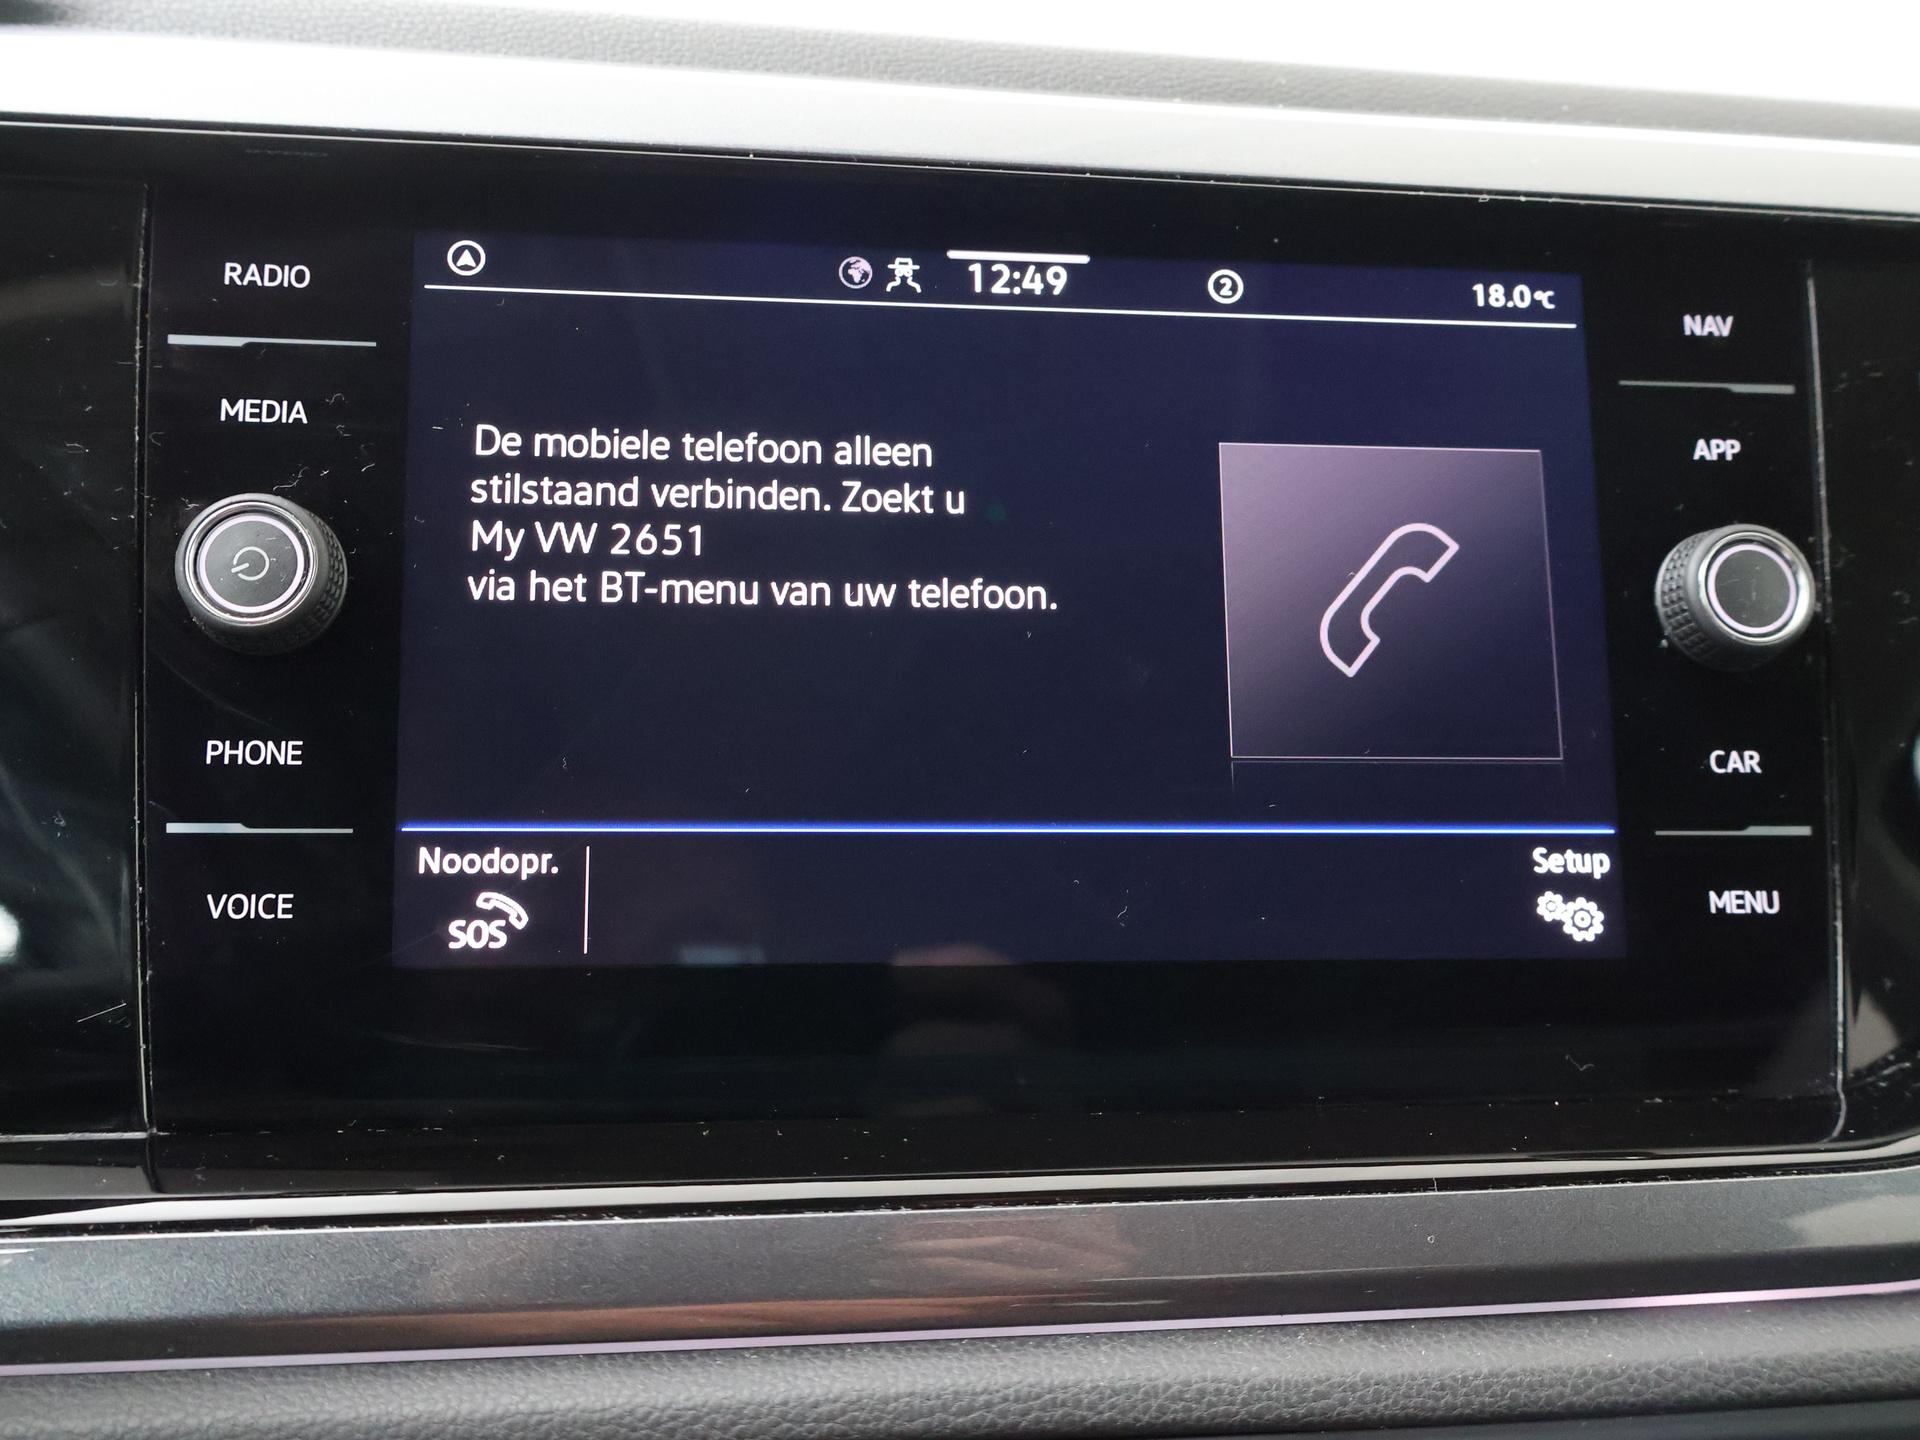 RADIO
MEDIA
PHONE
VOICE
12:49
2
18.0°C
De mobiele telefoon alleen
stilstaand verbinden. Zoekt u
My VW 2651
via het BT-menu van uw telefoon.
Noodopr.
SOS
Setup
NAV
APP
CAR
MENU